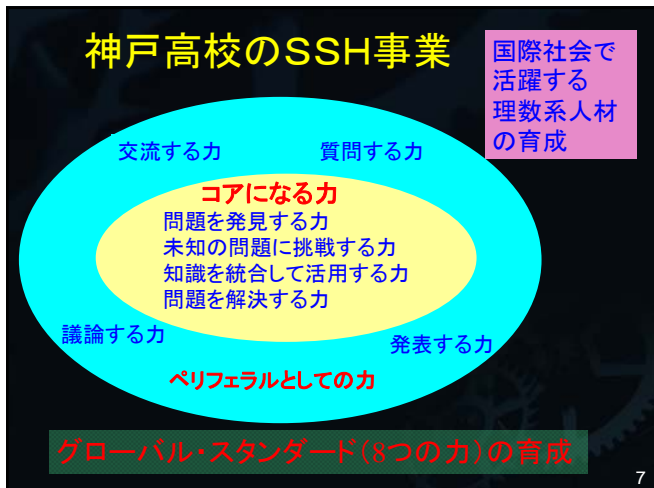 神戸高校のSSH事業
国際社会で
活躍する
理数系人材
の育成
交流する力
質問する力
コアになる力
問題を発見する力
未知の問題に挑戦する力
知識を統合して活用する力
問題を解決する力
議論する力
発表する力
ペリフェラルとしての力
グローバル・スタンダード(8つの力)の育成
7